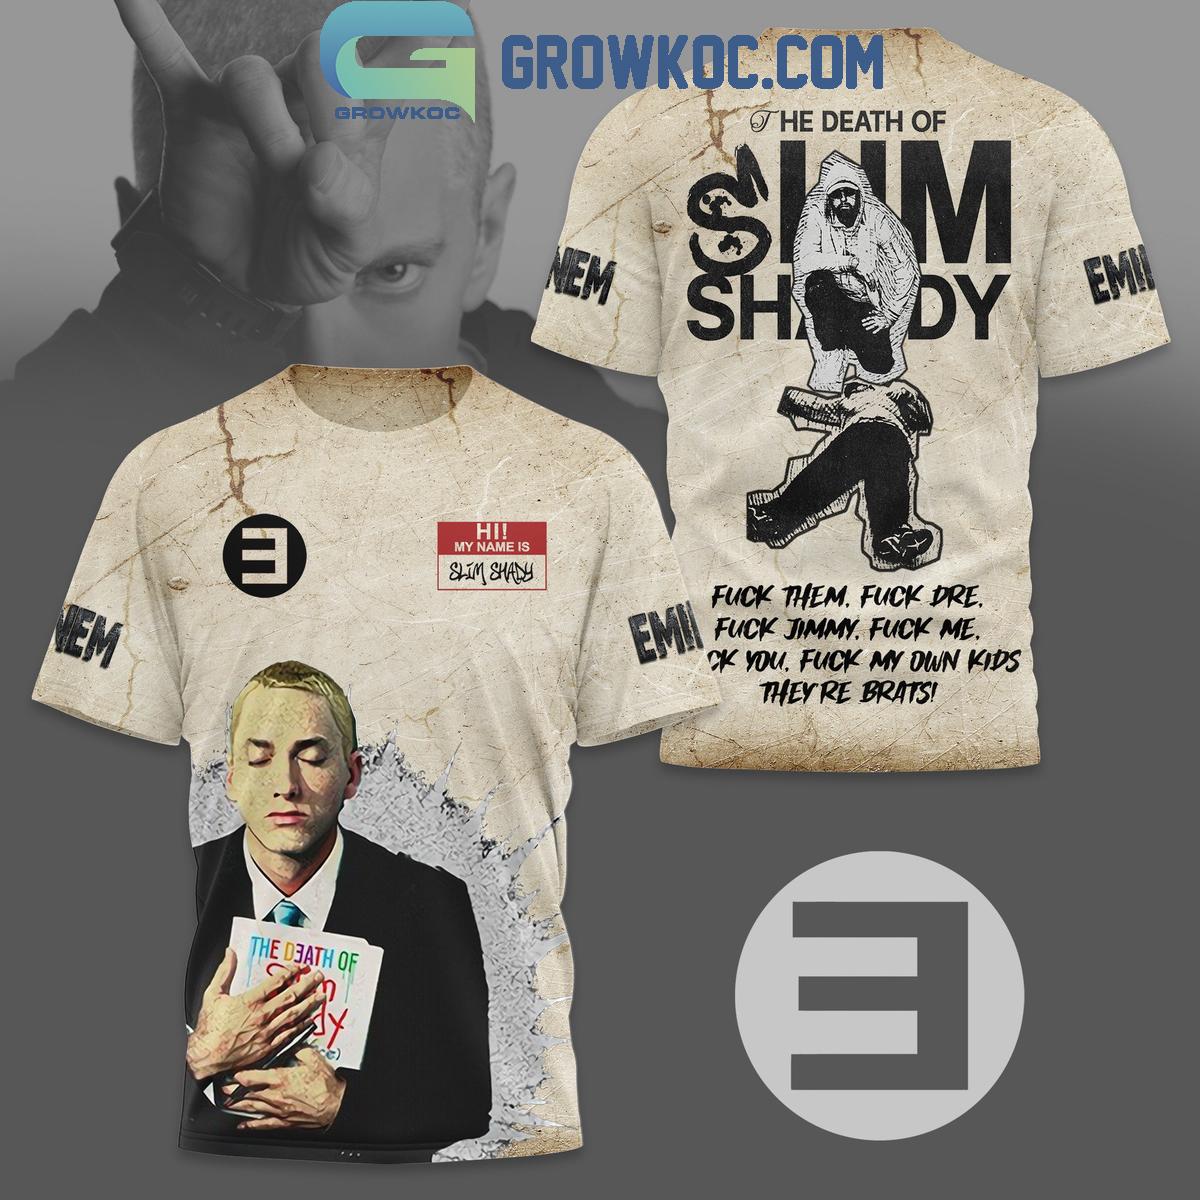 GROWKOC
GROWKOC.COM
THE DEATH OF
SLIM
SHADY
NEM
EMI
FUCK THEM, FUCK DRE,
FUCK JIMMY, FUCK ME,
CK YOU, FUCK MY OWN KIDS
THEY'RE BRATS!
E
HI!
MY NAME IS
SLIM SHADY
NEM
EMI
THE DEATH OF
E